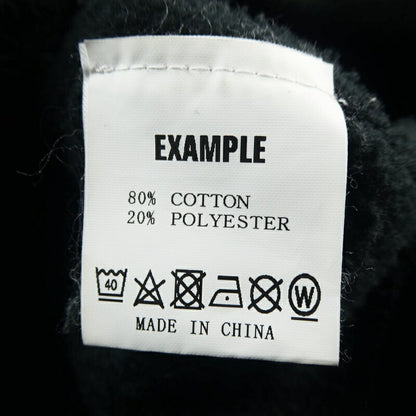 EXAMPLE
80% COTTON
20% POLYESTER
40 W
MADE IN CHINA